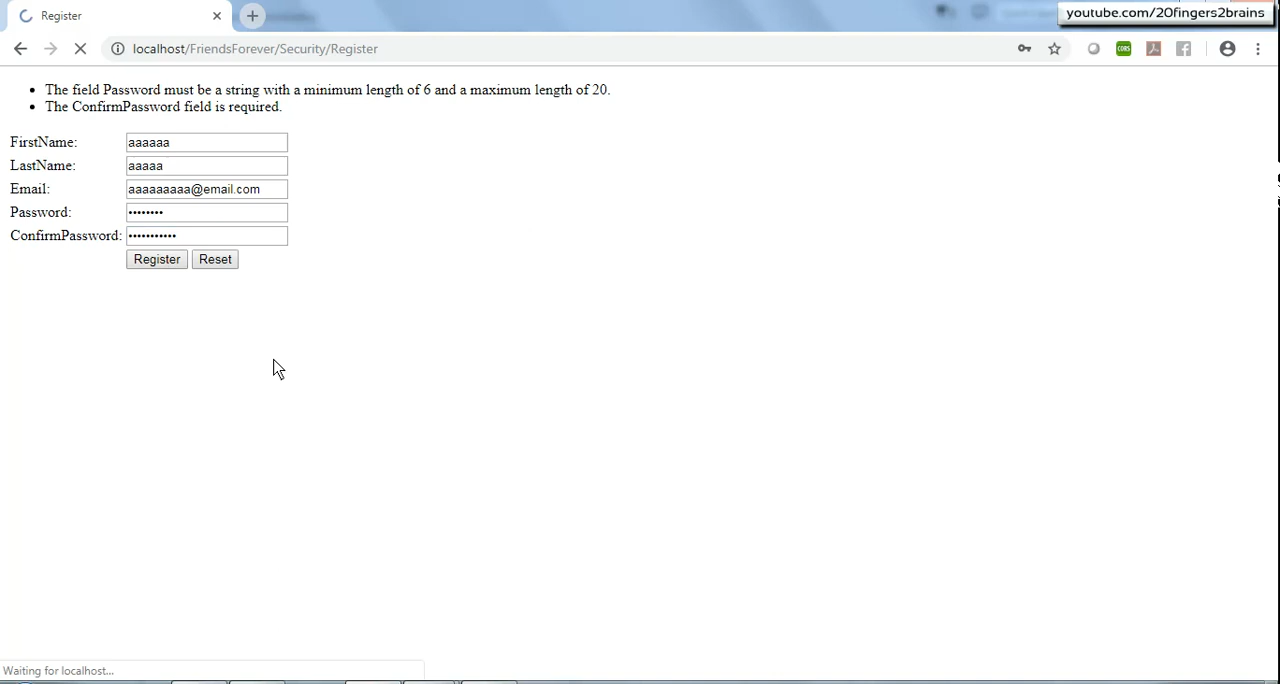 Register
youtube.com/20fingers2brains
localhost/FriendsForever/Security/Register
CORS
The field Password must be a string with a minimum length of 6 and a maximum length of 20.
The ConfirmPassword field is required.
FirstName: aaaaaa
LastName: aaaaa
Email: aaaaaaaaa@email.com
Password: ••••••••
ConfirmPassword: •••••••••••
Register Reset
Waiting for localhost...